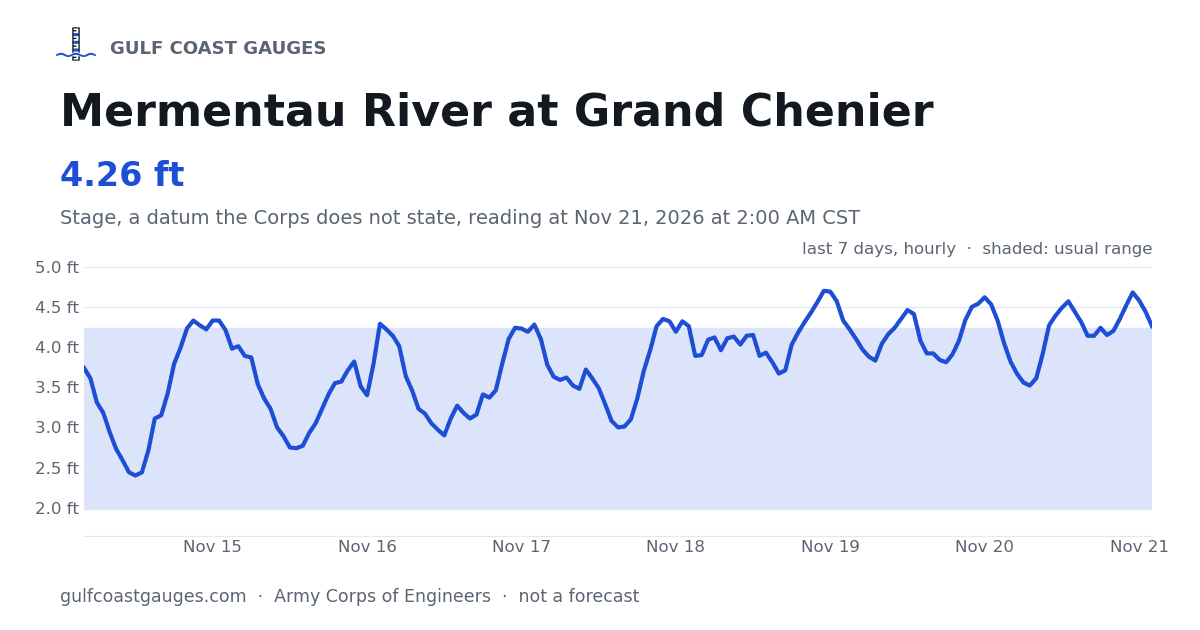 GULF COAST GAUGES
Mermentau River at Grand Chenier
4.26 ft
Stage, a datum the Corps does not state, reading at Nov 21, 2026 at 2:00 AM CST
last 7 days, hourly · shaded: usual range
5.0 ft
4.5 ft
4.0 ft
3.5 ft
3.0 ft
2.5 ft
2.0 ft
Nov 15 Nov 16 Nov 17 Nov 18 Nov 19 Nov 20 Nov 21
gulfcoastgauges.com · Army Corps of Engineers · not a forecast